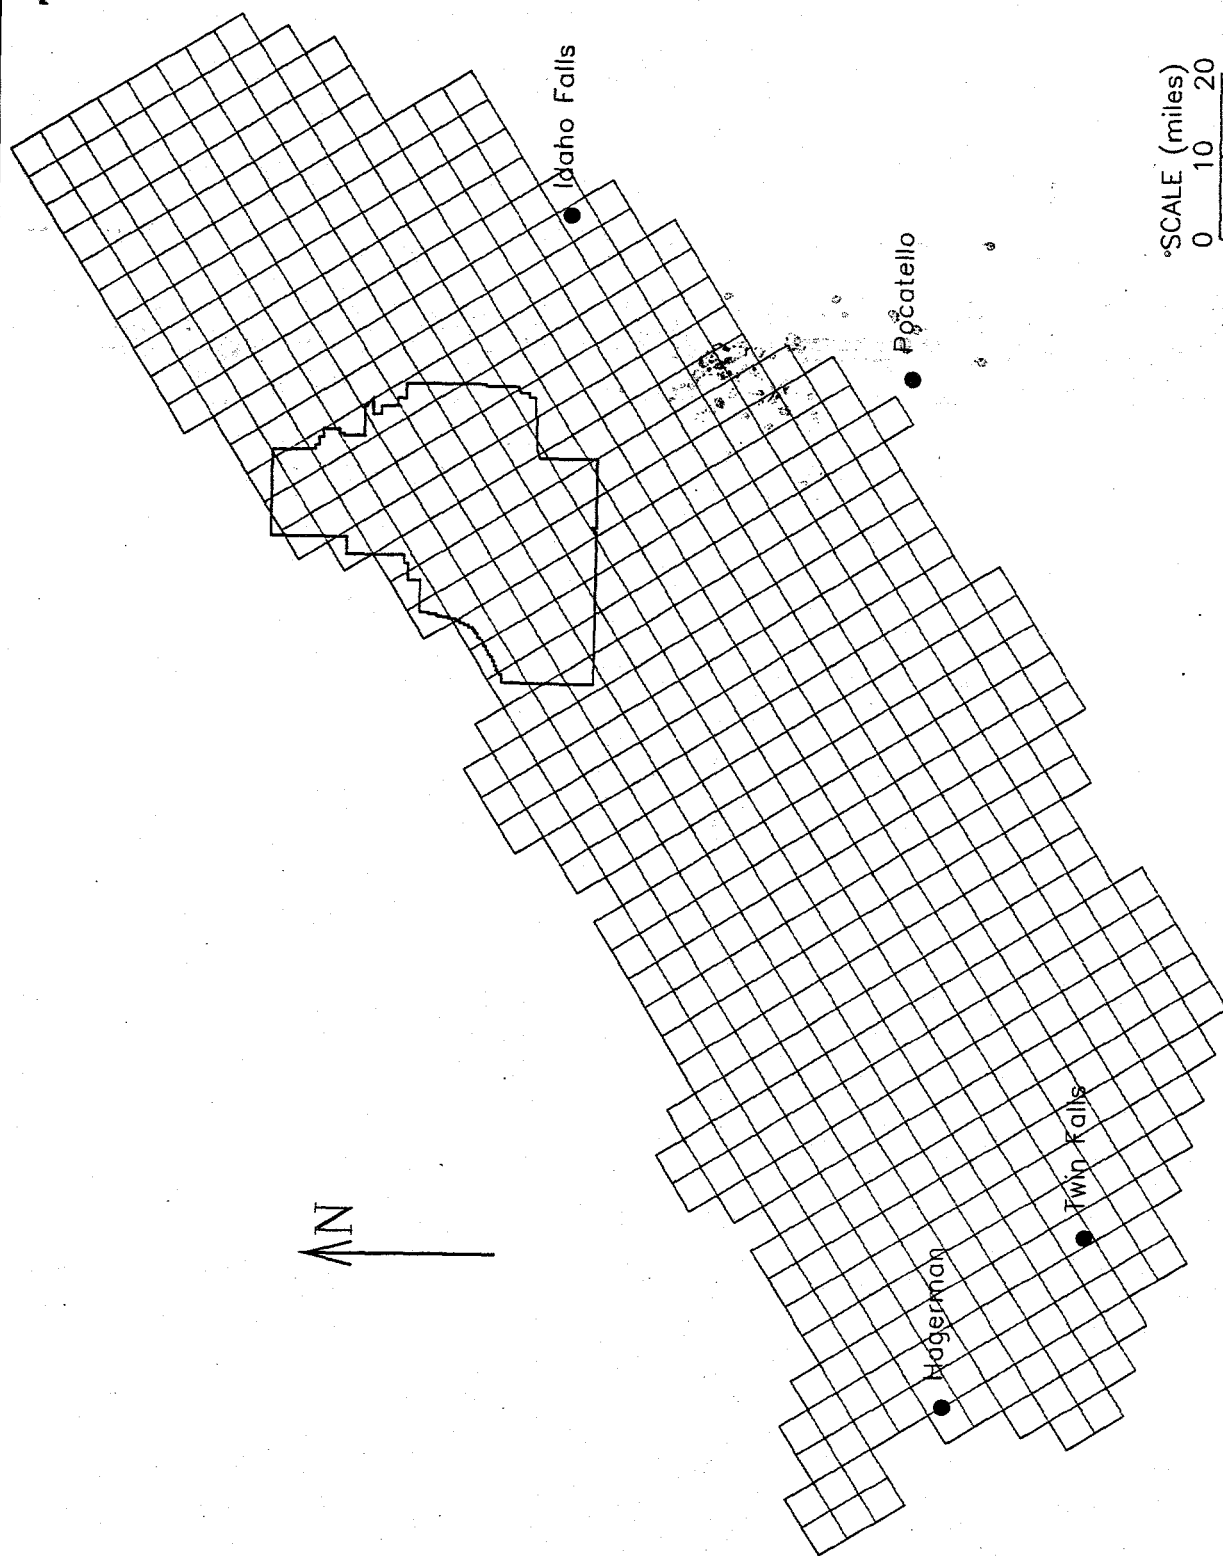 Idaho Falls
Pocatello
SCALE (miles)
0 10 20
N
Twin Falls
Hagerman